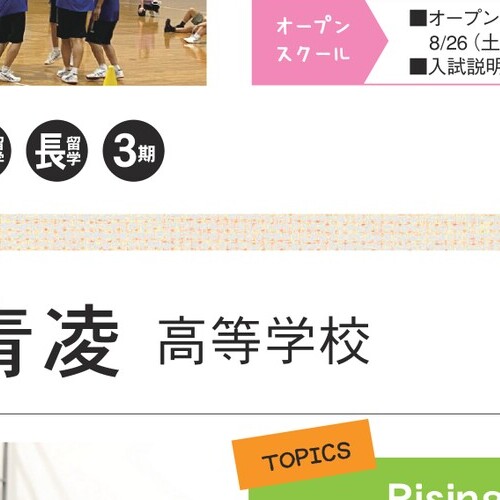 オープン
スクール
■オープン
8/26（土
■入試説明
留学
長 留学
3期
青凌 高等学校
TOPICS
Rising